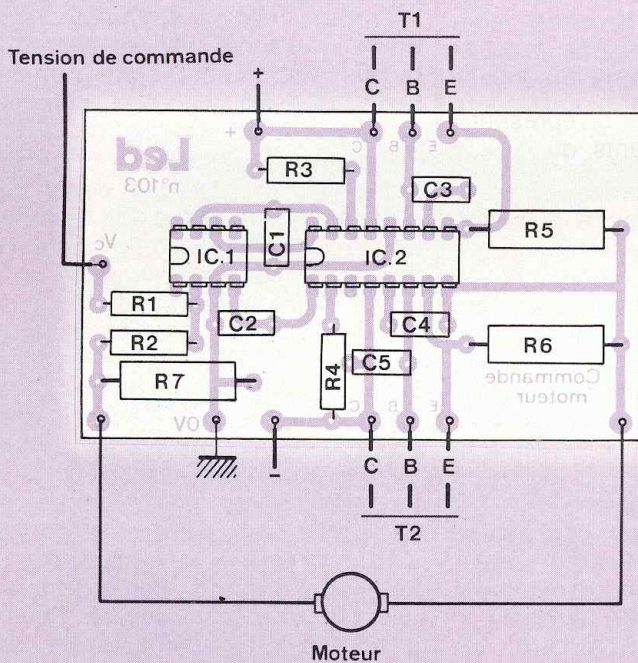 T1
Tension de commande
+
C B E
+ C B E
Led
n°103
R3
C3
C1
R5
Vc
IC.1
IC.2
R1
C2
C4
R2
R4
C5
R6
R7
Commande
moteur
0V
C B E
-
C B E
T2
Moteur